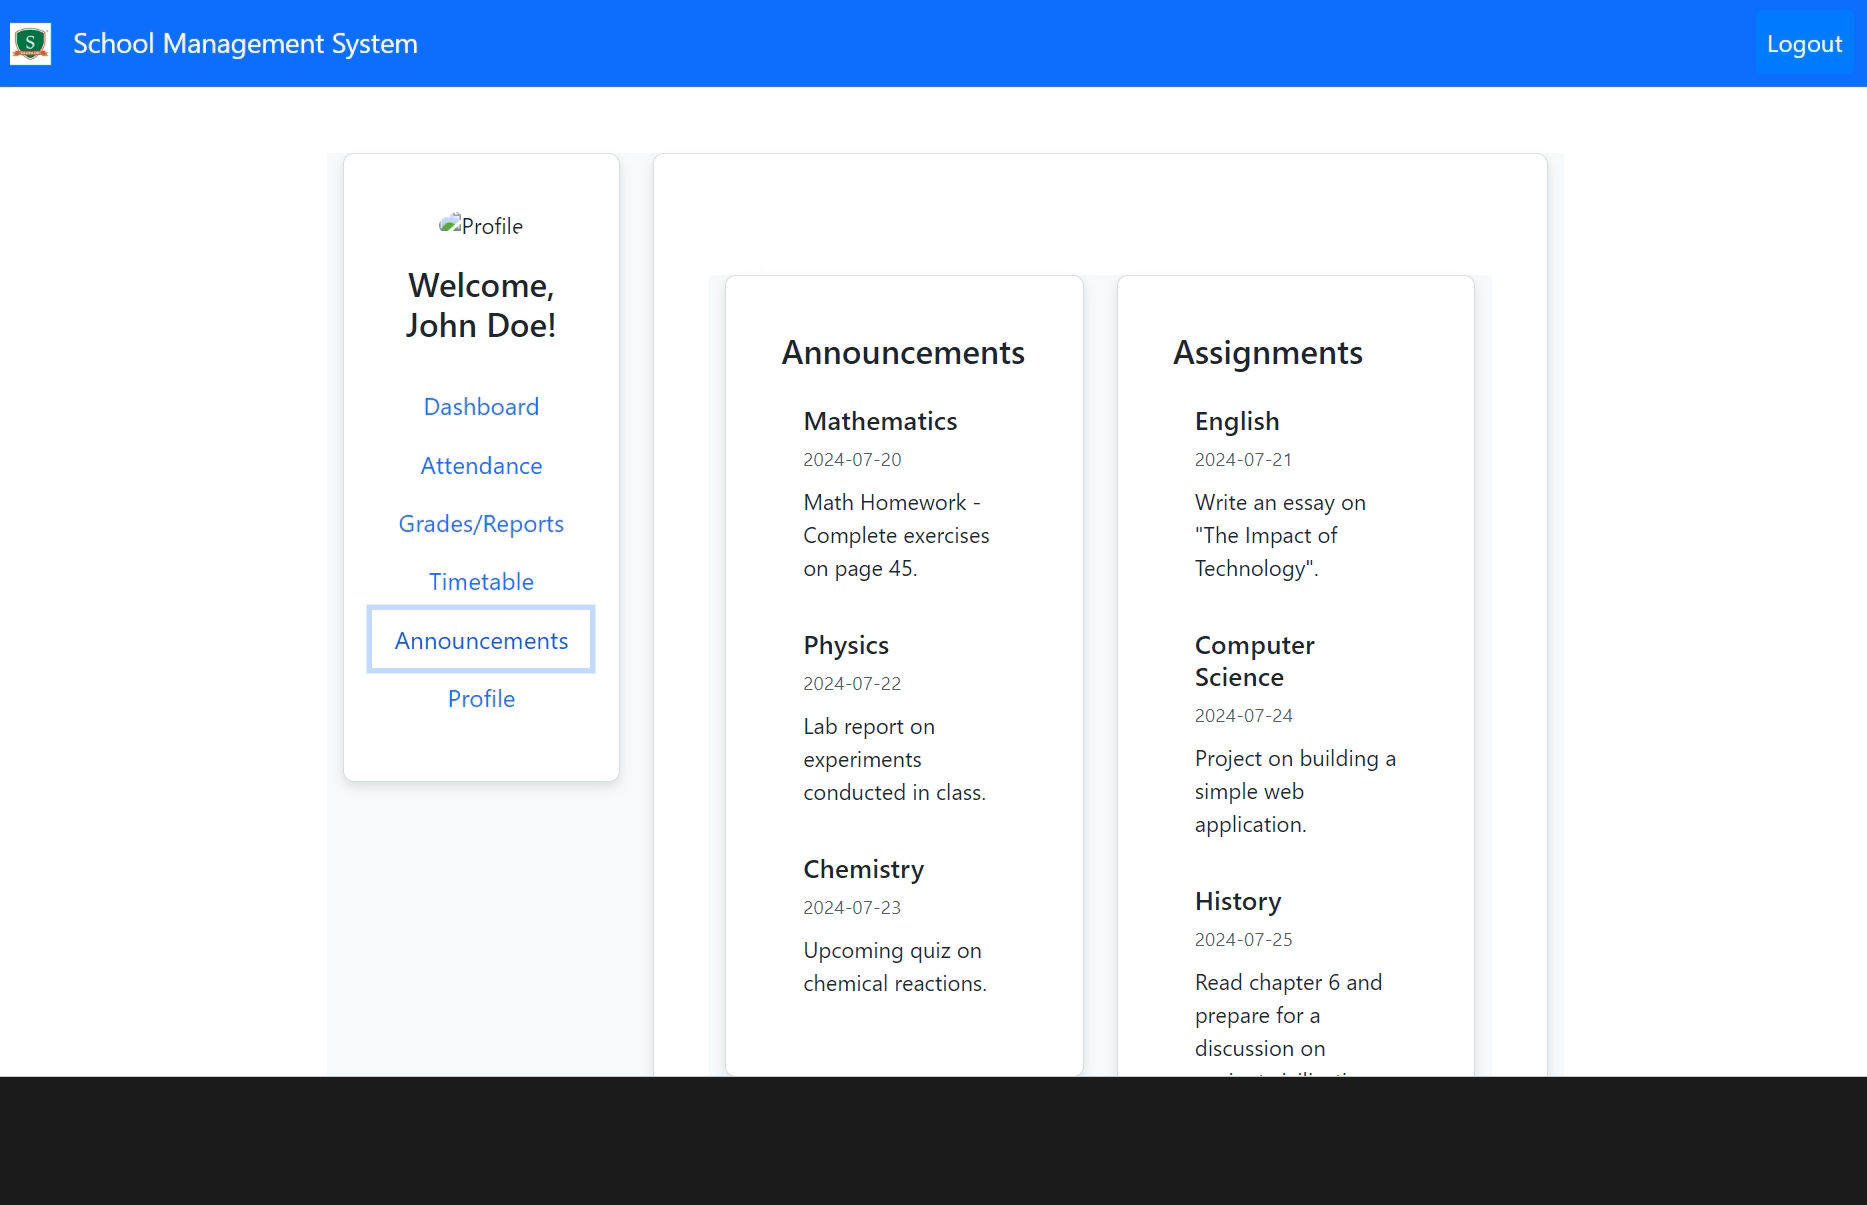 S
School Management System
Logout
Profile
Welcome,
John Doe!
Dashboard
Attendance
Grades/Reports
Timetable
Announcements
Profile
Announcements
Mathematics
2024-07-20
Math Homework -
Complete exercises
on page 45.
Physics
2024-07-22
Lab report on
experiments
conducted in class.
Chemistry
2024-07-23
Upcoming quiz on
chemical reactions.
Assignments
English
2024-07-21
Write an essay on
"The Impact of
Technology".
Computer
Science
2024-07-24
Project on building a
simple web
application.
History
2024-07-25
Read chapter 6 and
prepare for a
discussion on